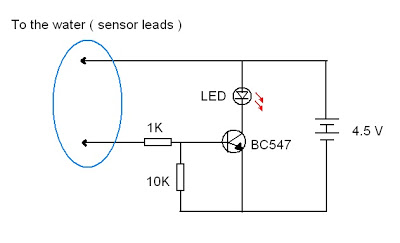 To the water ( sensor leads )
LED
1K
BC547
4.5 V
10K